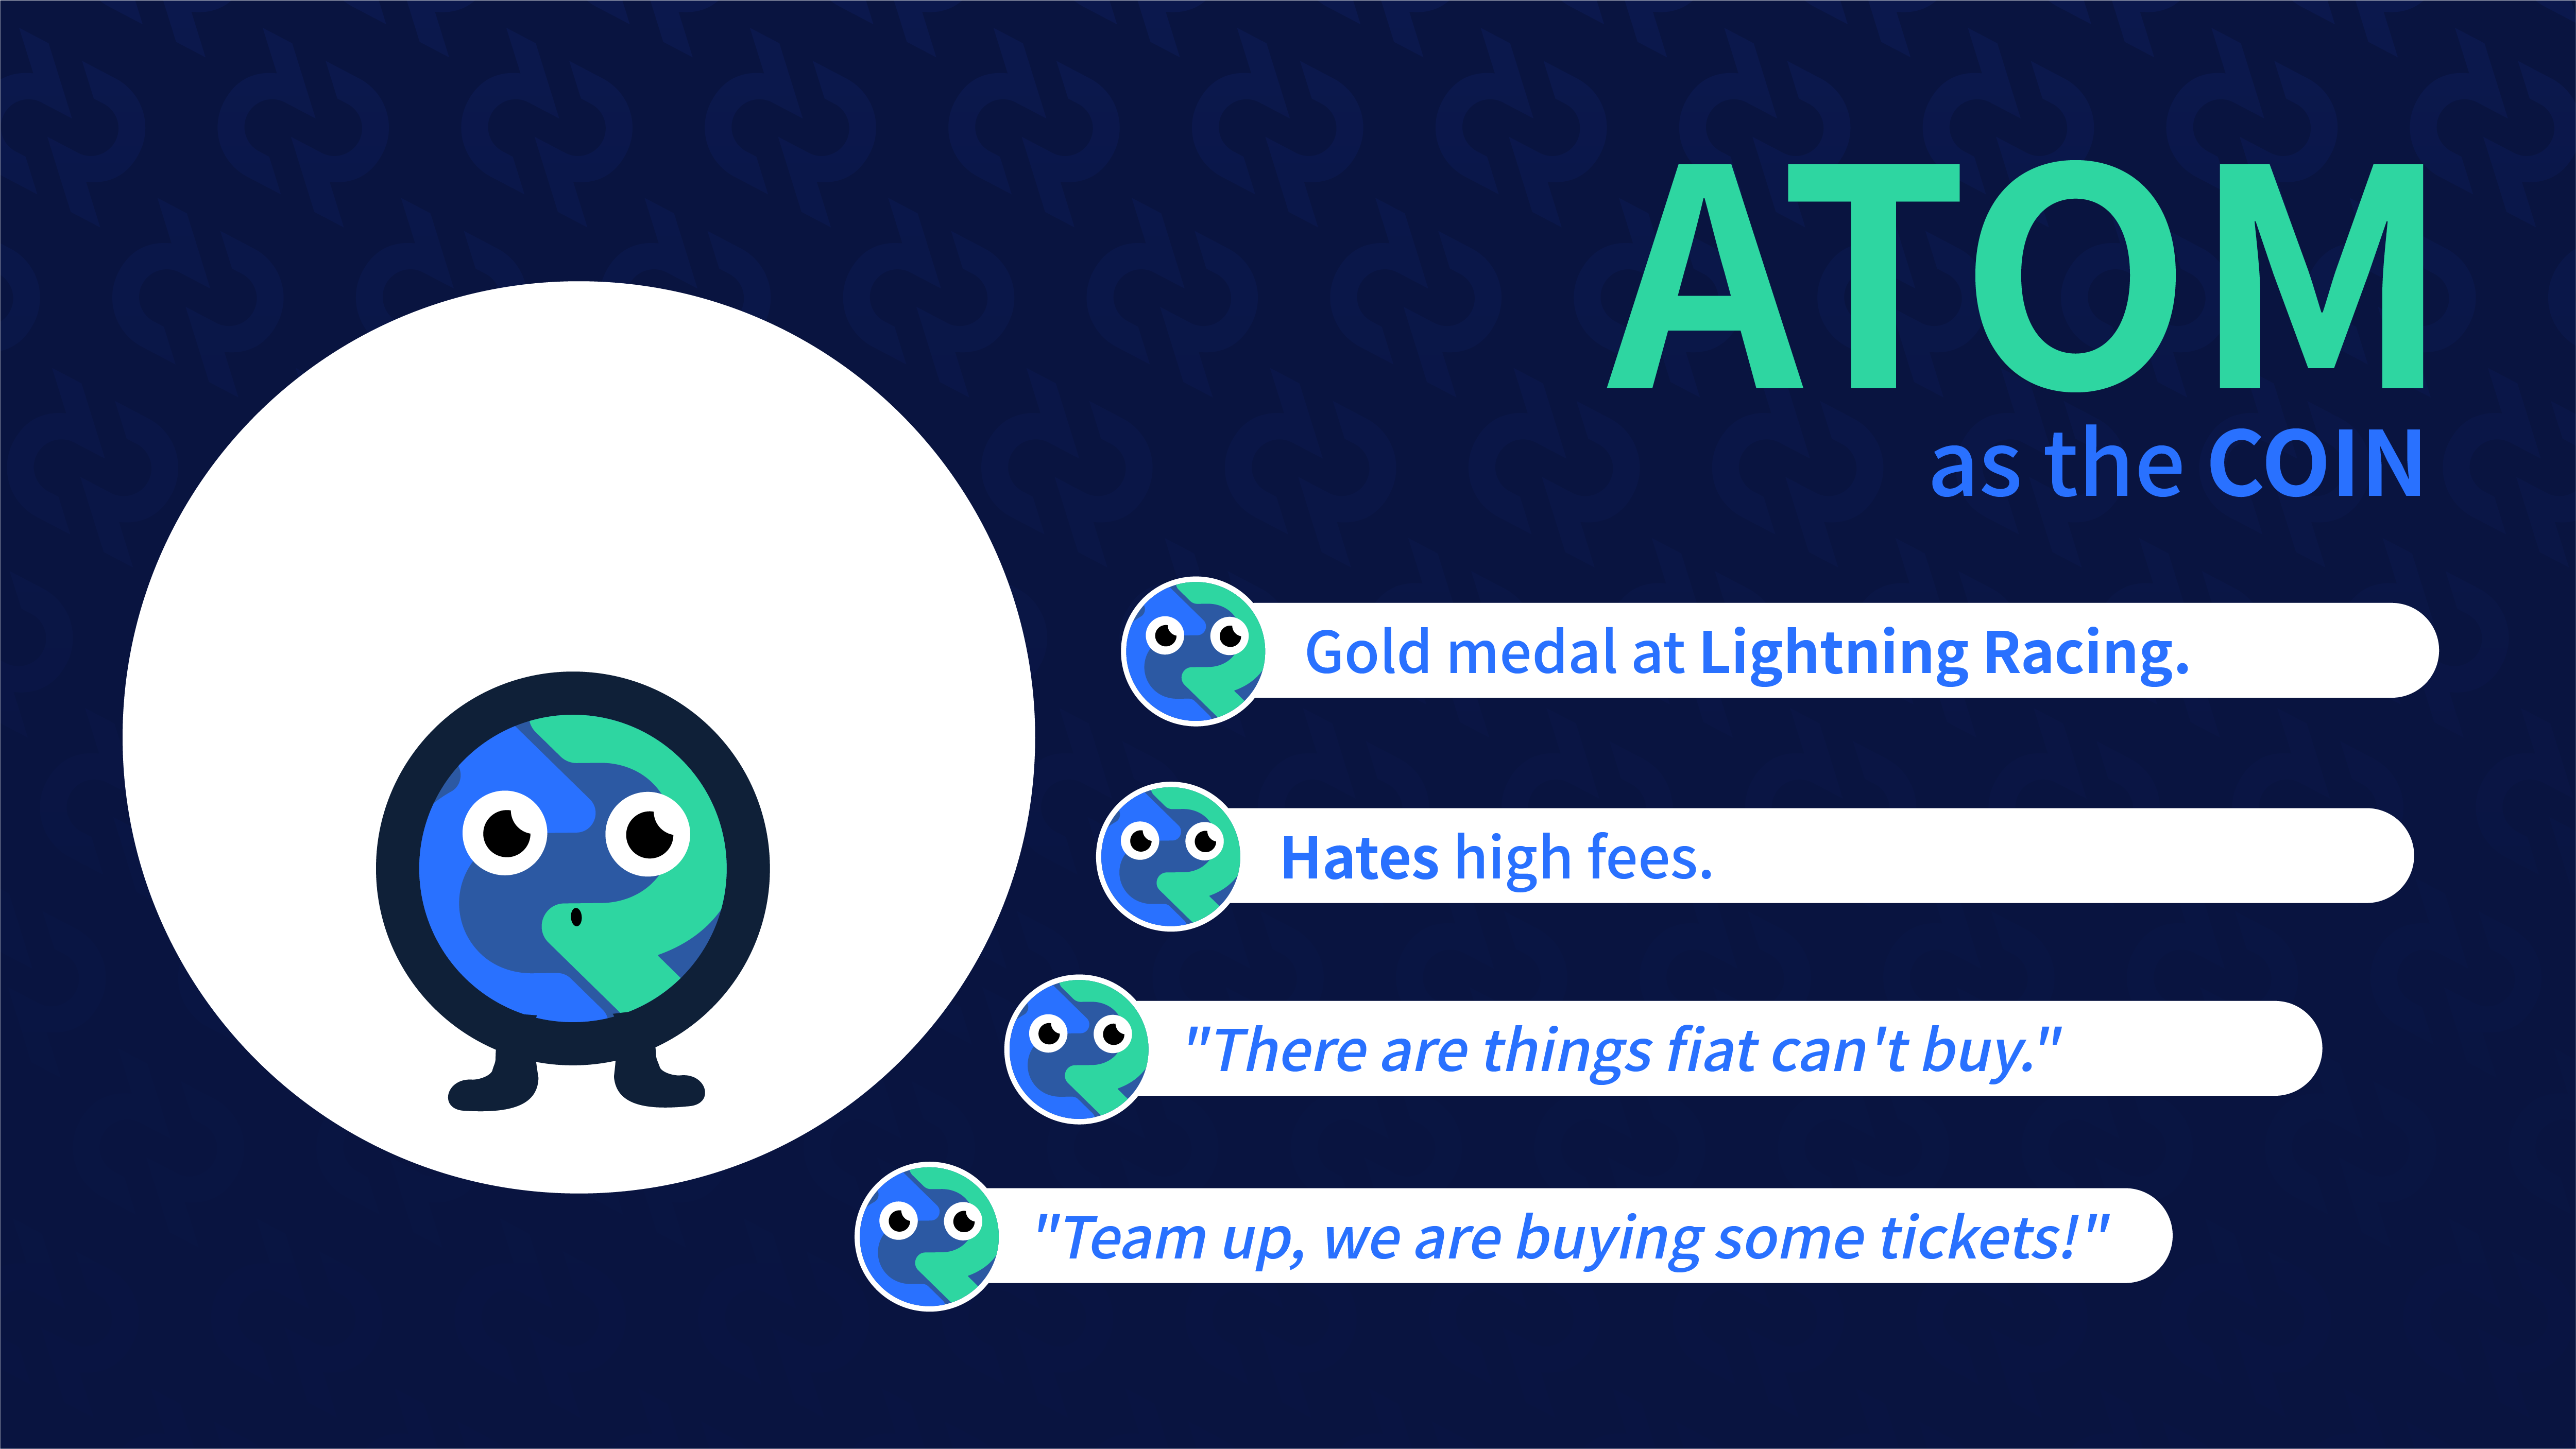 ATOM
as the COIN
Gold medal at Lightning Racing.
Hates high fees.
"There are things fiat can't buy."
"Team up, we are buying some tickets!"